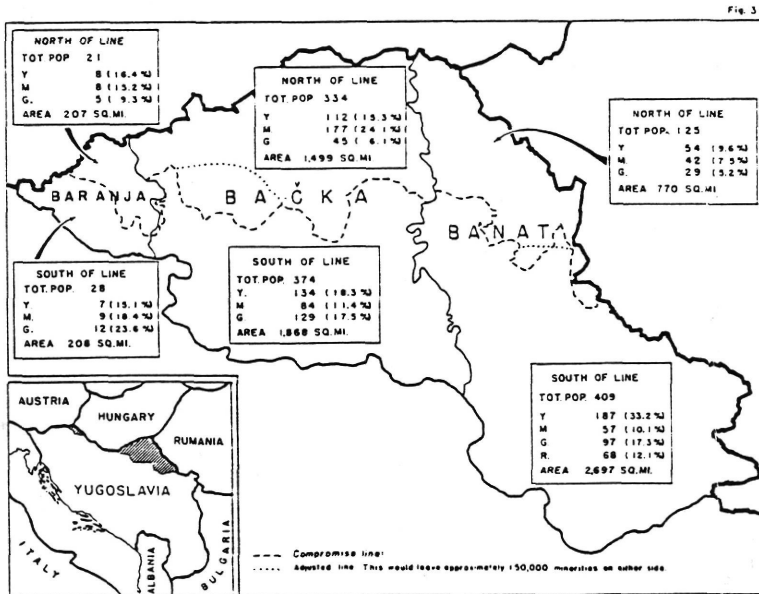 Fig. 3
NORTH OF LINE
TOT POP 21
Y 8 (16.4%)
M 8 (15.2%)
G. 5 (9.3%)
AREA 207 SQ.MI.
NORTH OF LINE
TOT. POP 334
Y 112 (15.3%)
M 177 (24.1%)
G 45 (6.1%)
AREA 1,499 SQ.MI.
NORTH OF LINE
TOT POP. 125
Y 54 (9.6%)
M. 42 (7.5%)
G. 29 (5.2%)
AREA 770 SQ.MI
BARANJA
BAČKA
BANAT
SOUTH OF LINE
TOT. POP. 28
Y 7 (15.1%)
M. 9 (18.4%)
G. 12 (23.6%)
AREA 208 SQ.MI.
SOUTH OF LINE
TOT. POP. 374
Y. 134 (18.3%)
M 84 (11.4%)
G 129 (17.5%)
AREA 1,868 SQ.MI.
SOUTH OF LINE
TOT. POP 409
Y 187 (33.2%)
M 57 (10.1%)
G 97 (17.3%)
R. 68 (12.1%)
AREA 2,697 SQ.MI.
AUSTRIA
HUNGARY
RUMANIA
YUGOSLAVIA
ITALY
ALBANIA
BULGARIA
Compromise line:
Adjusted line This would leave approximately 150,000 minorities on either side.